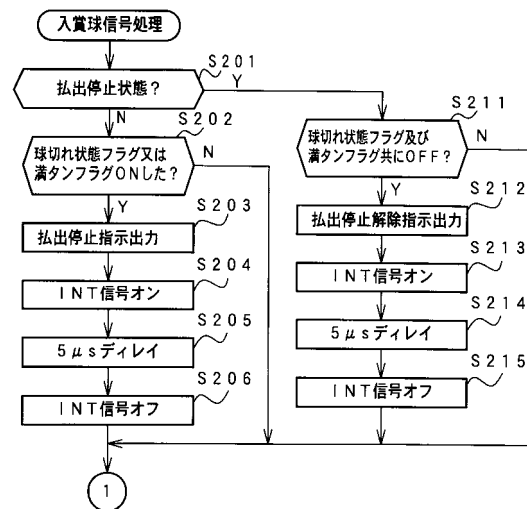 入賞球信号処理
S201
払出停止状態?
Y
N
S202
球切れ状態フラグ又は
満タンフラグONした?
N
Y
S203
払出停止指示出力
S204
INT信号オン
S205
5μsディレイ
S206
INT信号オフ
S211
球切れ状態フラグ及び
満タンフラグ共にOFF?
N
Y
S212
払出停止解除指示出力
S213
INT信号オン
S214
5μsディレイ
S215
INT信号オフ
1